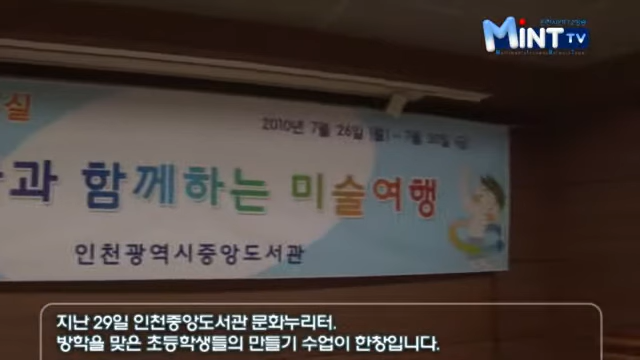 MINT TV
실
2010년 7월 26일 (월) ~ 7월 30일 (금)
과 함께하는 미술여행
인천광역시중앙도서관
지난 29일 인천중앙도서관 문화누리터.
방학을 맞은 초등학생들의 만들기 수업이 한창입니다.